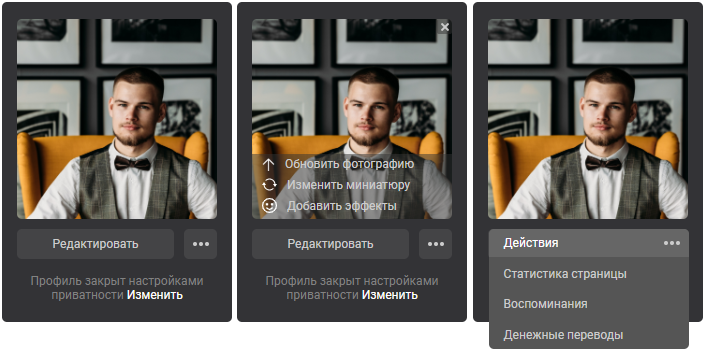 Редактировать
Профиль закрыт настройками
приватности Изменить
Обновить фотографию
Изменить миниатюру
Добавить эффекты
Редактировать
Профиль закрыт настройками
приватности Изменить
Действия
Статистика страницы
Воспоминания
Денежные переводы